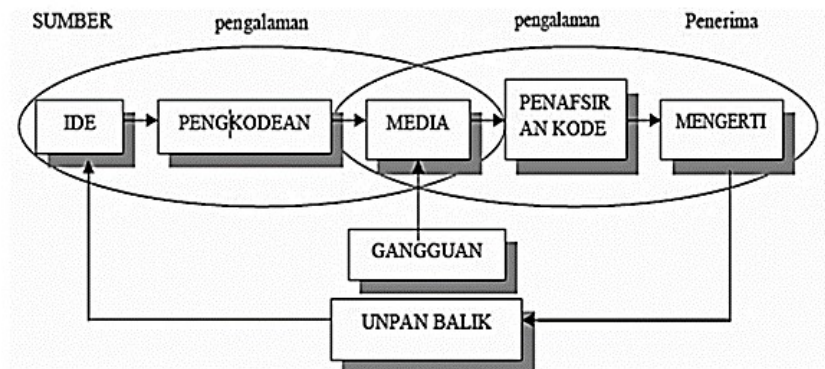 SUMBER
pengalaman
pengalaman
Penerima
IDE
PENGKODEAN
MEDIA
PENAFSIR
AN KODE
MENGERTI
GANGGUAN
UNPAN BALIK